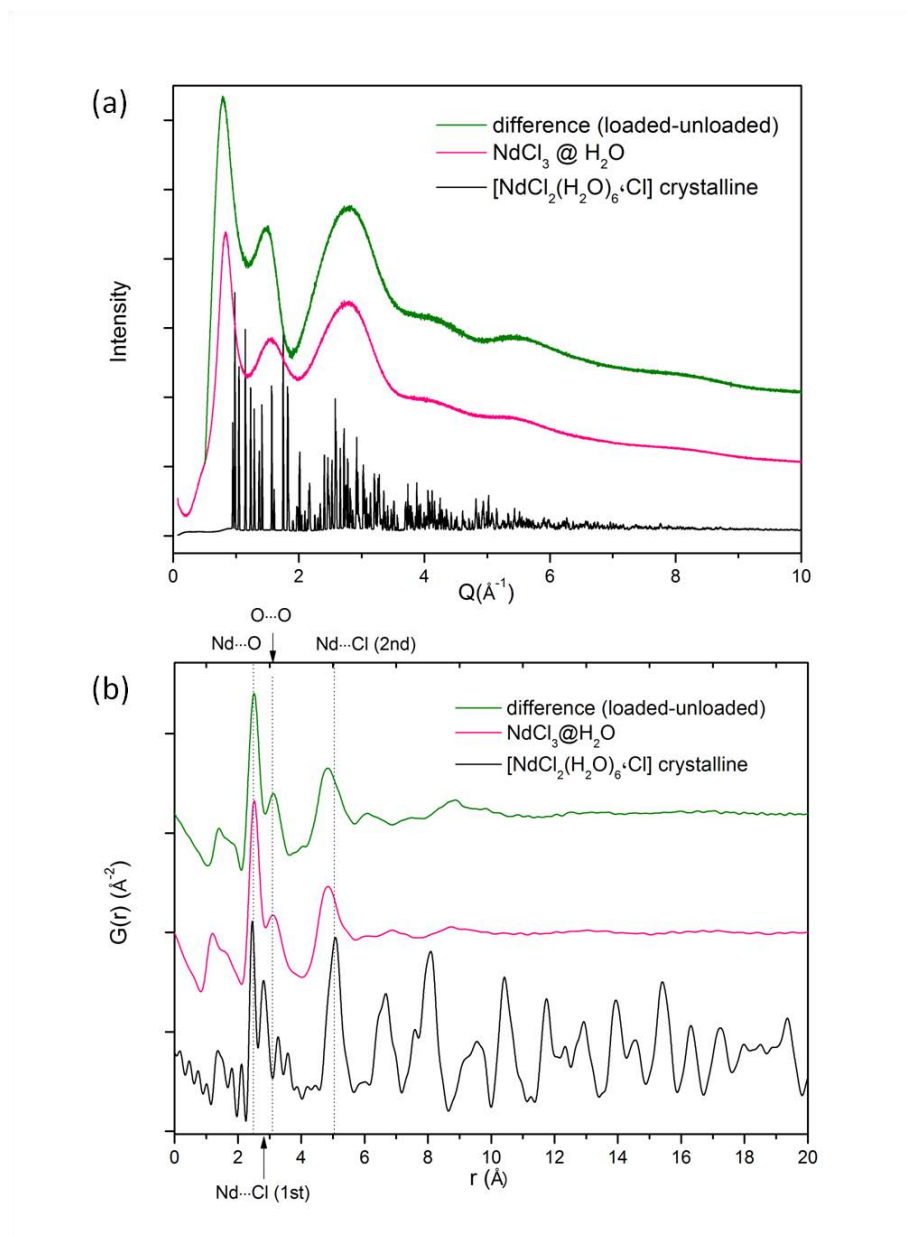 (a)
difference (loaded-unloaded)
NdCl₃ @ H₂O
[NdCl₂(H₂O)₆·Cl] crystalline
Intensity
0 2 4 6 8 10
Q(Å⁻¹)
O···O
Nd···O
Nd···Cl (2nd)
(b)
difference (loaded-unloaded)
NdCl₃@H₂O
[NdCl₂(H₂O)₆·Cl] crystalline
G(r) (Å⁻²)
0 2 4 6 8 10 12 14 16 18 20
Nd···Cl (1st)
r (Å)